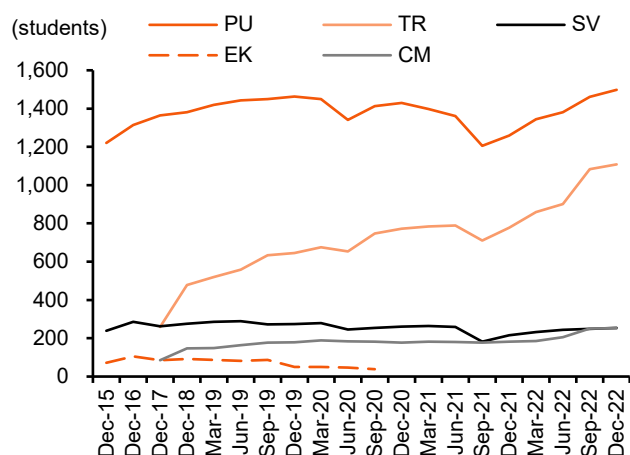 (students)
PU
TR
SV
EK
CM
1,600
1,400
1,200
1,000
800
600
400
200
0
Dec-15
Dec-16
Dec-17
Dec-18
Mar-19
Jun-19
Sep-19
Dec-19
Mar-20
Jun-20
Sep-20
Dec-20
Mar-21
Jun-21
Sep-21
Dec-21
Mar-22
Jun-22
Sep-22
Dec-22